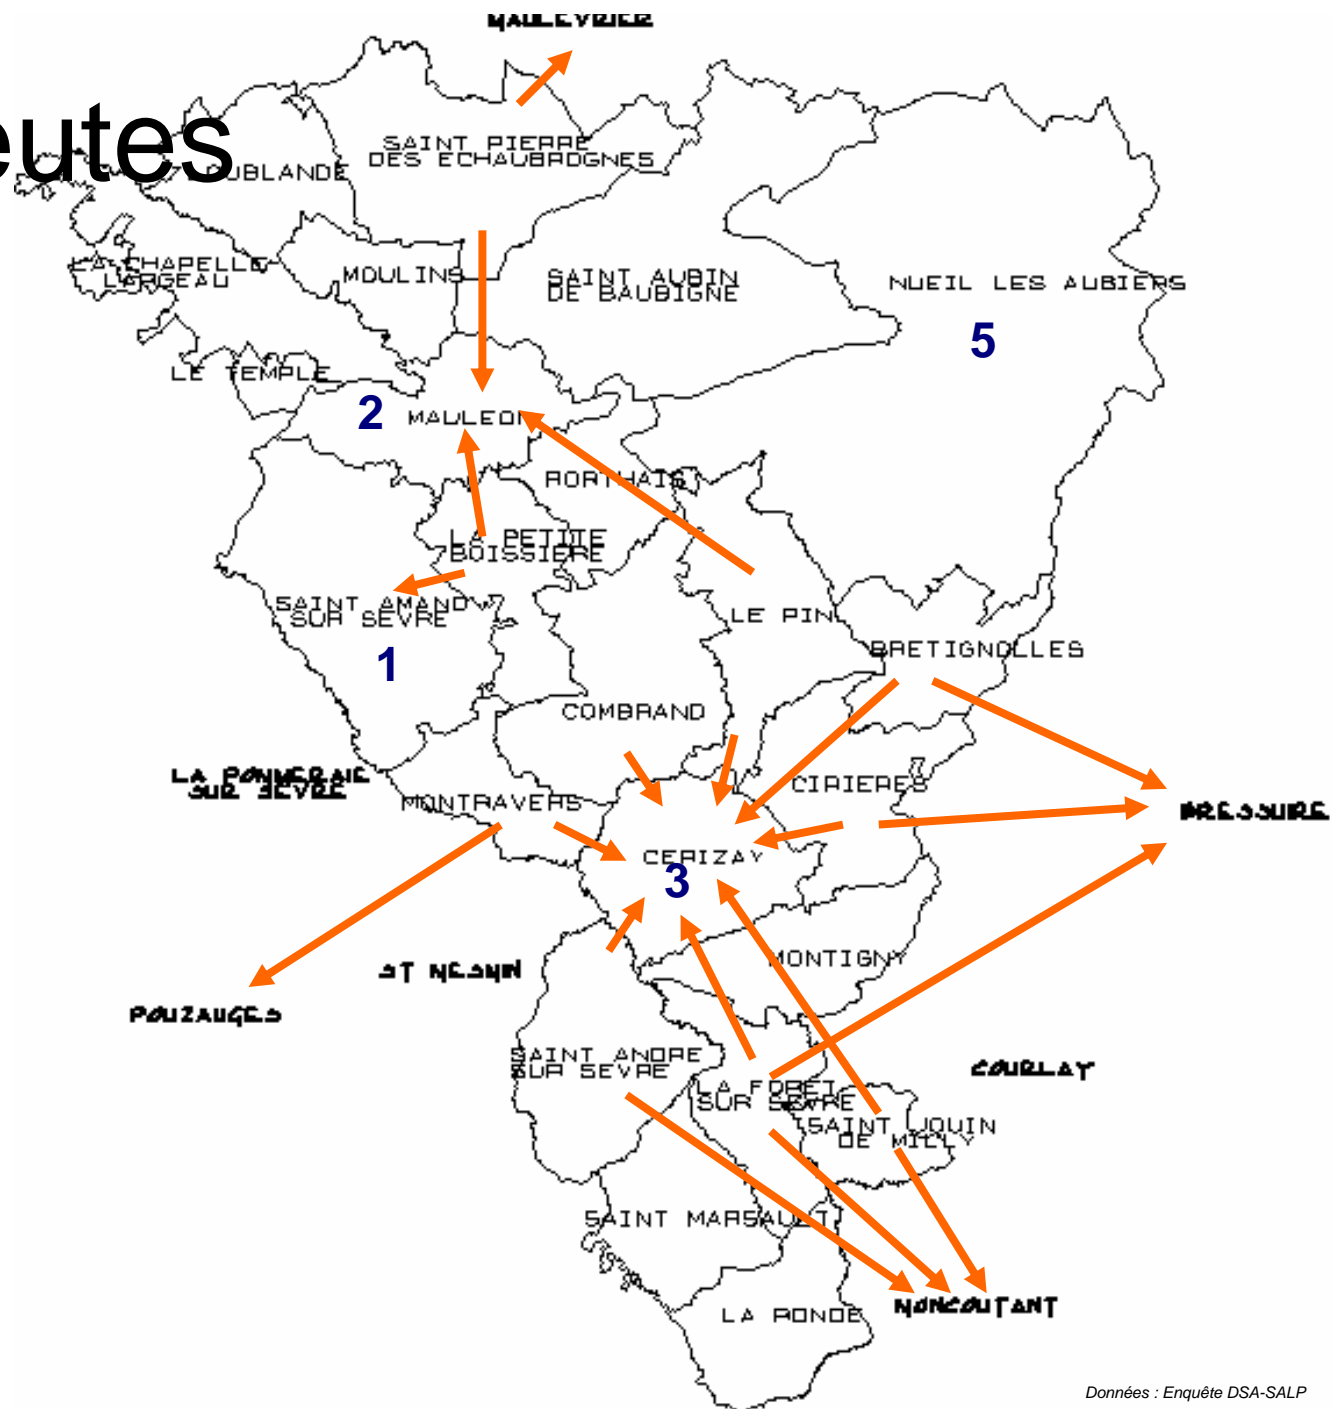 MAULEVRIER
eutes
SAINT PIERRE
DES ECHAUBROGNES
LOUBLANDE
LA CHAPELLE
LARGEAU
MOULINS
SAINT AUBIN
DE BAUBIGNE
NUEIL LES AUBIERS
5
LE TEMPLE
2
MAULEON
RORTHAIS
LA PETITE
BOISSIERE
SAINT AMAND
SUR SEVRE
1
LE PIN
BRETIGNOLLES
COMBRAND
LA POMMERAIE
SUR SEVRE
MONTRAVERS
CIRIERES
BRESSUIRE
CERIZAY
3
MONTIGNY
ST MESMIN
POUZAUGES
SAINT ANDRE
SUR SEVRE
COURLAY
LA FORET
SUR SEVRE
SAINT JOUIN
DE MILLY
SAINT MARSAULT
LA RONDE
MONCOUTANT
Données : Enquête DSA-SALP